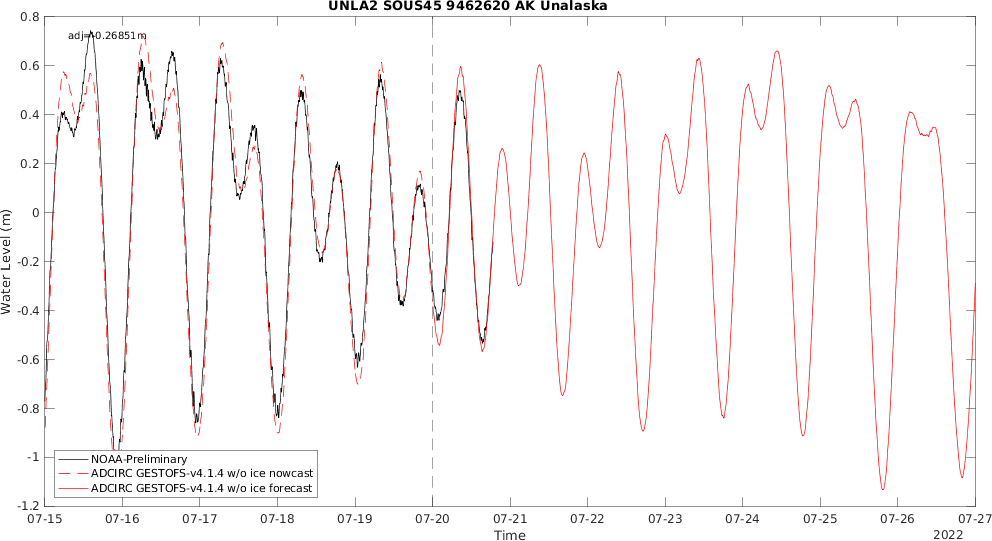 UNLA2 SOUS45 9462620 AK Unalaska
adj=-0.26851m
0.8
0.6
0.4
0.2
0
-0.2
-0.4
-0.6
-0.8
-1
-1.2
Water Level (m)
NOAA-Preliminary
ADCIRC GESTOFS-v4.1.4 w/o ice nowcast
ADCIRC GESTOFS-v4.1.4 w/o ice forecast
07-15 07-16 07-17 07-18 07-19 07-20 07-21 07-22 07-23 07-24 07-25 07-26 07-27
Time
2022